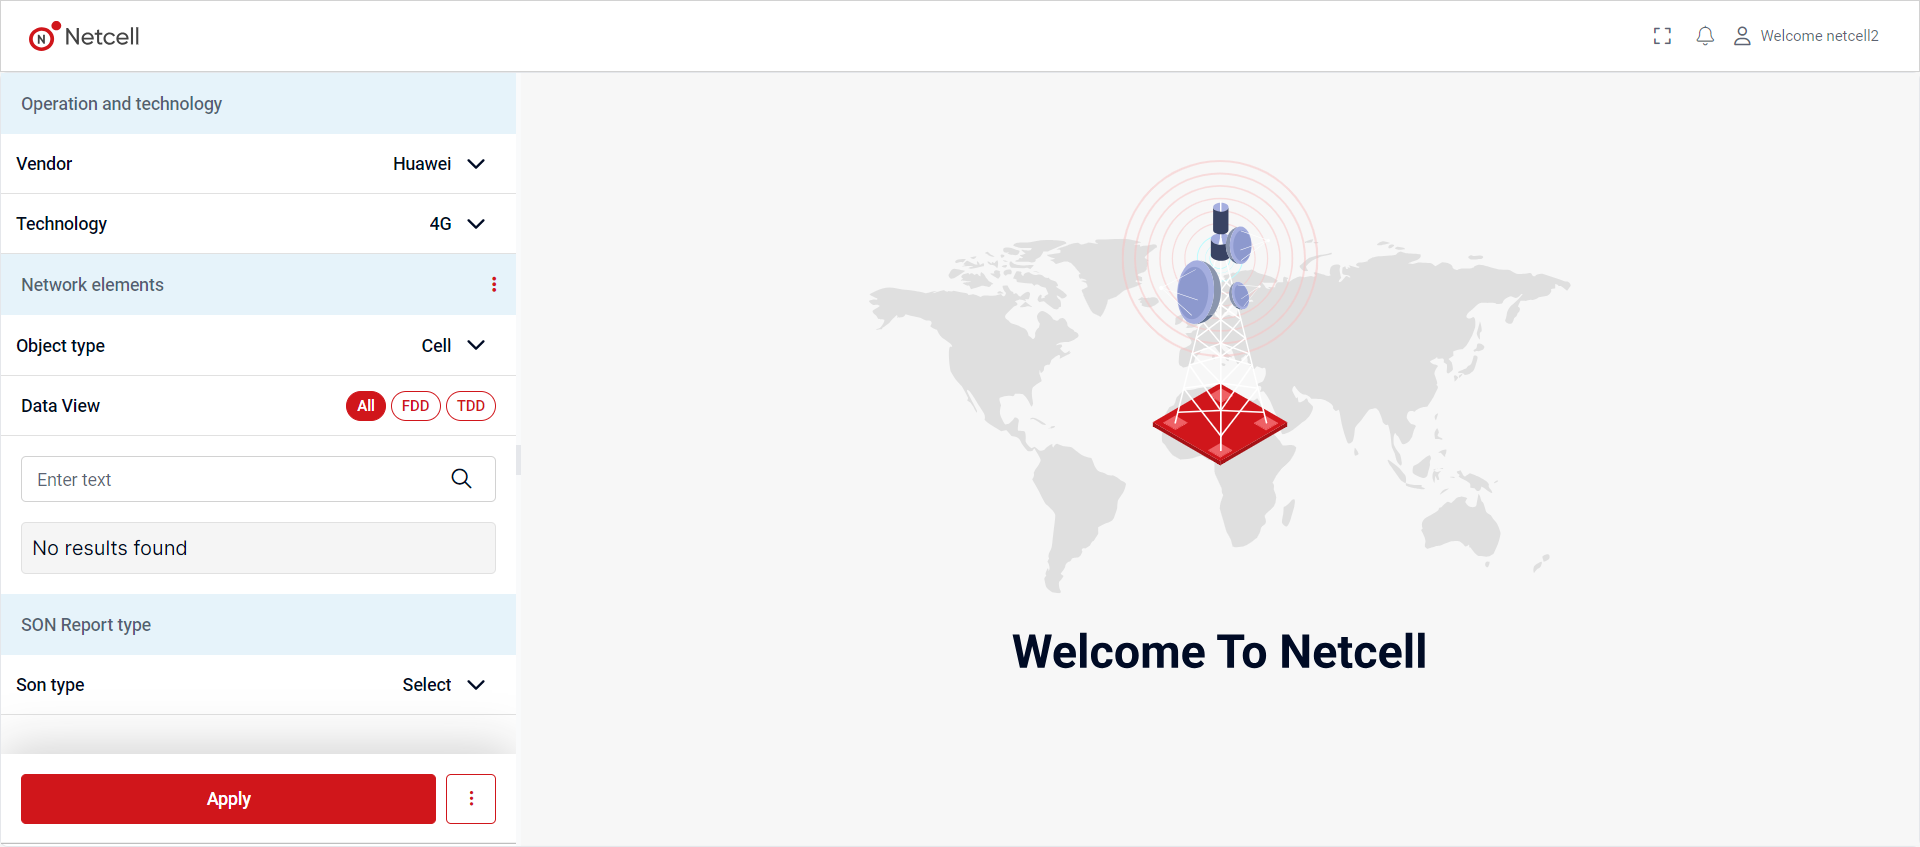 N Netcell
Welcome netcell2
Operation and technology
Vendor Huawei
Technology 4G
Network elements
Object type Cell
Data View All FDD TDD
Enter text
No results found
SON Report type
Son type Select
Apply
Welcome To Netcell